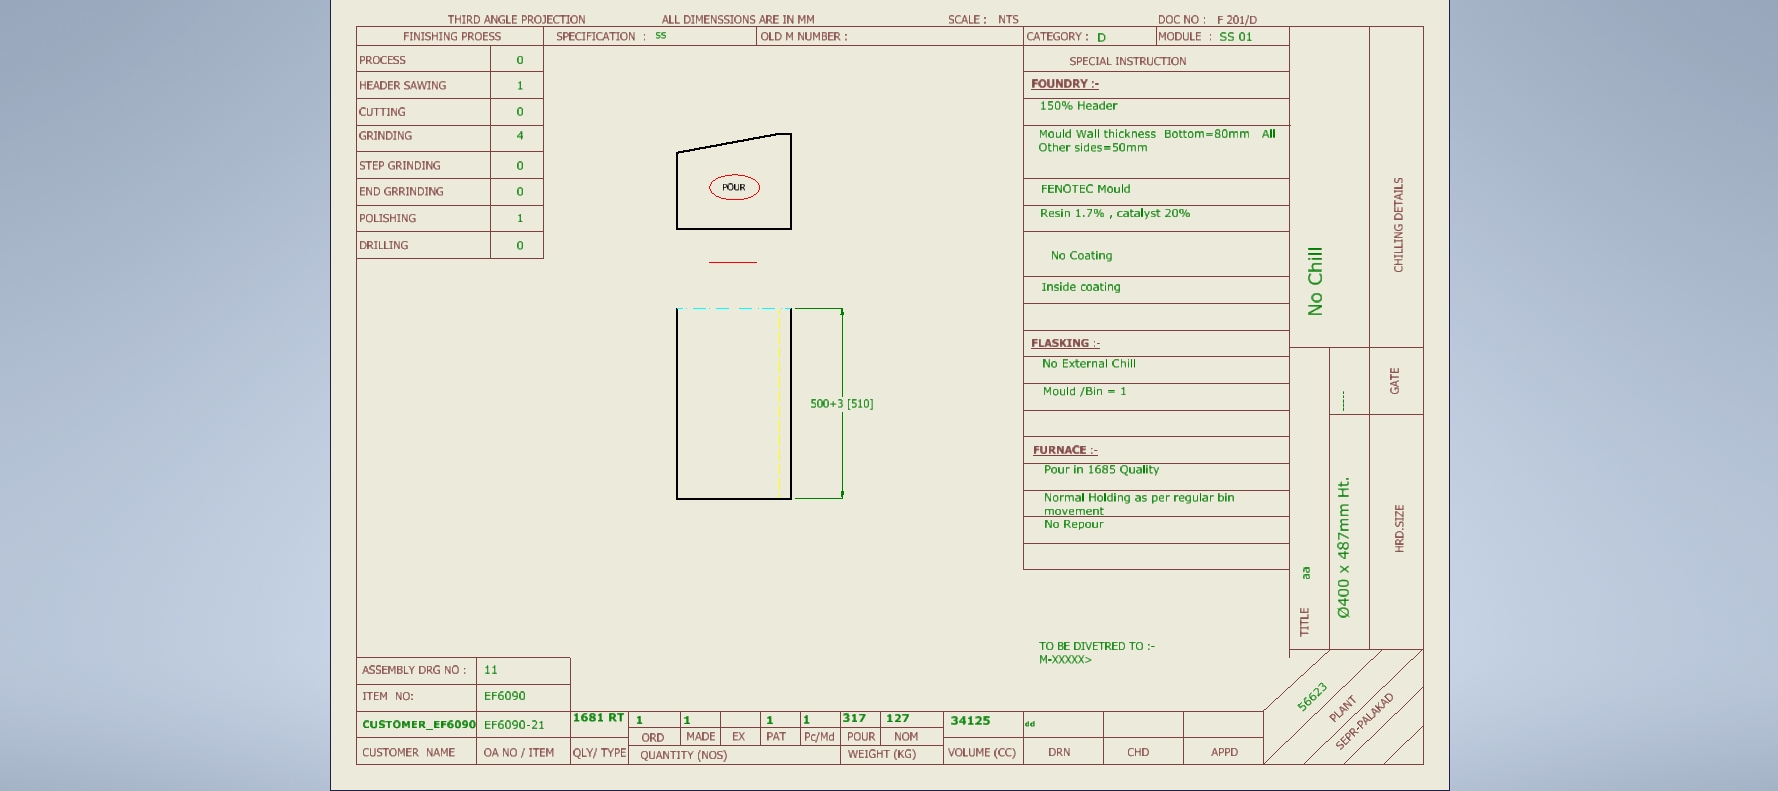 THIRD ANGLE PROJECTION ALL DIMENSSIONS ARE IN MM SCALE : NTS DOC NO : F 201/D
FINISHING PROESS SPECIFICATION : SS OLD M NUMBER : CATEGORY : D MODULE : SS 01
PROCESS 0
HEADER SAWING 1
CUTTING 0
GRINDING 4
STEP GRINDING 0
END GRRINDING 0
POLISHING 1
DRILLING 0
POUR
500+3 [510]
SPECIAL INSTRUCTION
FOUNDRY :-
150% Header
Mould Wall thickness Bottom=80mm All
Other sides=50mm
FENOTEC Mould
Resin 1.7% , catalyst 20%
No Coating
Inside coating
FLASKING :-
No External Chill
Mould /Bin = 1
FURNACE :-
Pour in 1685 Quality
Normal Holding as per regular bin
movement
No Repour
TO BE DIVETRED TO :-
M-XXXXX>
No Chill
CHILLING DETAILS
------
GATE
TITLE aa
Ø400 x 487mm Ht.
HRD.SIZE
ASSEMBLY DRG NO : 11
ITEM NO: EF6090
CUSTOMER_EF6090 EF6090-21 1681 RT 1 1 1 1 317 127 34125 dd
ORD MADE EX PAT Pc/Md POUR NOM
CUSTOMER NAME OA NO / ITEM QLY/ TYPE QUANTITY (NOS) WEIGHT (KG) VOLUME (CC) DRN CHD APPD
56623
PLANT
SEPR-PALAKAD